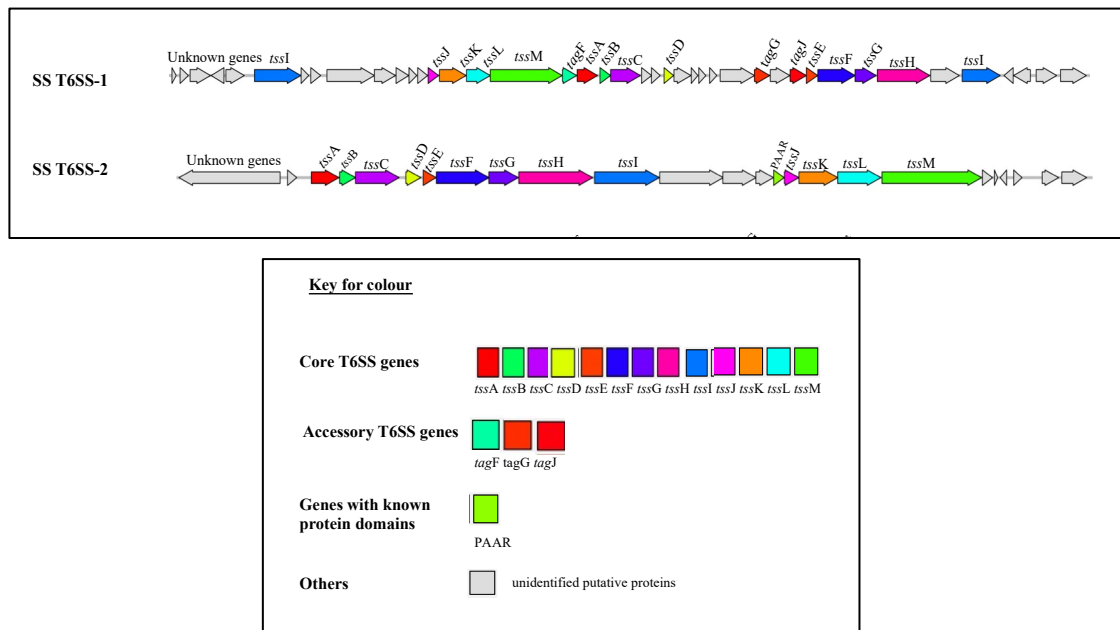 Unknown genes tssI tssJ tssK tssL tssM tagF tssA tssB tssC tssD tagG tagJ tssE tssF tssG tssH tssI
SS T6SS-1
Unknown genes tssA tssB tssC tssD tssE tssF tssG tssH tssI PAAR tssJ tssK tssL tssM
SS T6SS-2
Key for colour
Core T6SS genes
tssA tssB tssC tssD tssE tssF tssG tssH tssI tssJ tssK tssL tssM
Accessory T6SS genes
tagF tagG tagJ
Genes with known
protein domains
PAAR
Others unidentified putative proteins